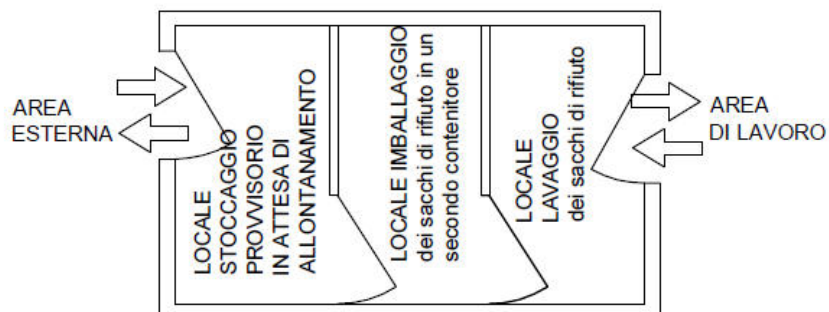 AREA
ESTERNA
LOCALE
STOCCAGGIO
PROVVISORIO
IN ATTESA DI
ALLONTANAMENTO
LOCALE IMBALLAGGIO
dei sacchi di rifiuto in un
secondo contenitore
LOCALE
LAVAGGIO
dei sacchi di rifiuto
AREA
DI LAVORO